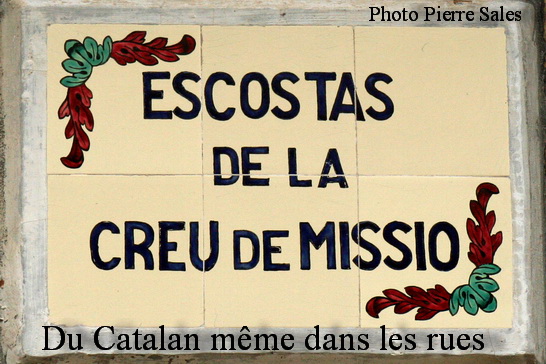 Photo Pierre Sales
ESCOSTAS
DE LA
CREU DE MISSIO
Du Catalan même dans les rues